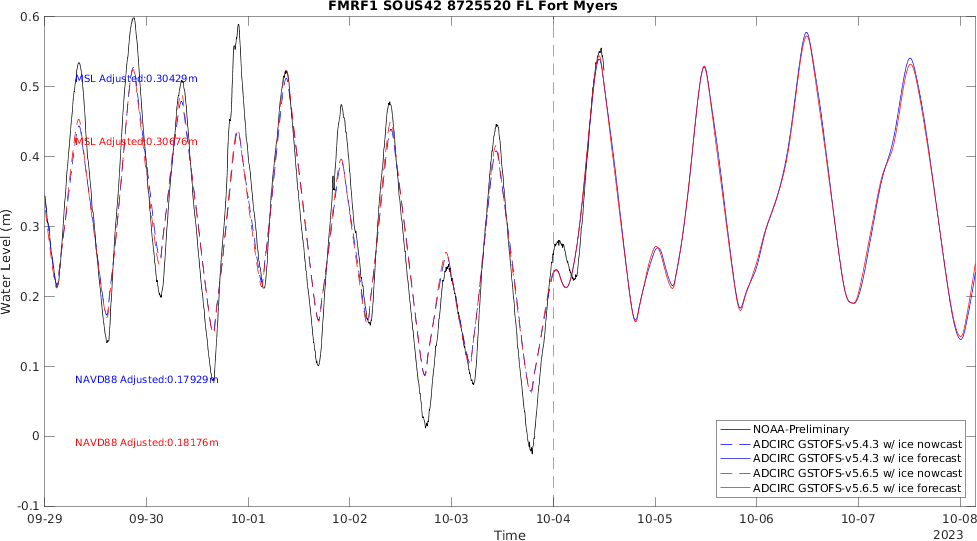 FMRF1 SOUS42 8725520 FL Fort Myers
0.6
0.5
0.4
0.3
0.2
0.1
0
-0.1
Water Level (m)
MSL Adjusted:0.30429m
MSL Adjusted:0.30676m
NAVD88 Adjusted:0.17929m
NAVD88 Adjusted:0.18176m
NOAA-Preliminary
ADCIRC GSTOFS-v5.4.3 w/ ice nowcast
ADCIRC GSTOFS-v5.4.3 w/ ice forecast
ADCIRC GSTOFS-v5.6.5 w/ ice nowcast
ADCIRC GSTOFS-v5.6.5 w/ ice forecast
09-29 09-30 10-01 10-02 10-03 10-04 10-05 10-06 10-07 10-08
Time
2023